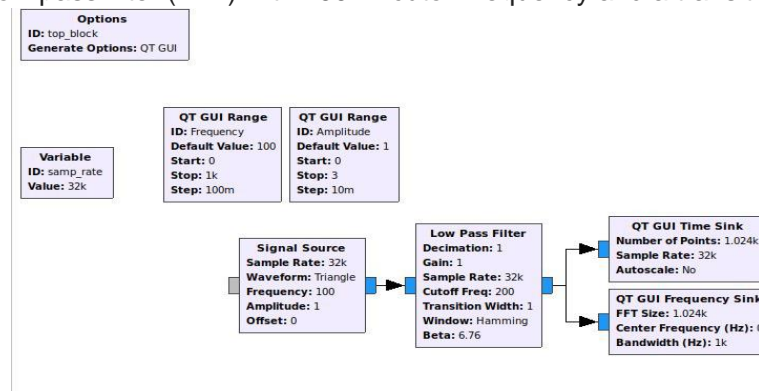 Options
ID: top_block
Generate Options: QT GUI
QT GUI Range
ID: Frequency
Default Value: 100
Start: 0
Stop: 1k
Step: 100m
QT GUI Range
ID: Amplitude
Default Value: 1
Start: 0
Stop: 3
Step: 10m
Variable
ID: samp_rate
Value: 32k
Signal Source
Sample Rate: 32k
Waveform: Triangle
Frequency: 100
Amplitude: 1
Offset: 0
Low Pass Filter
Decimation: 1
Gain: 1
Sample Rate: 32k
Cutoff Freq: 200
Transition Width: 1
Window: Hamming
Beta: 6.76
QT GUI Time Sink
Number of Points: 1.024k
Sample Rate: 32k
Autoscale: No
QT GUI Frequency Sink
FFT Size: 1.024k
Center Frequency (Hz):
Bandwidth (Hz): 1k